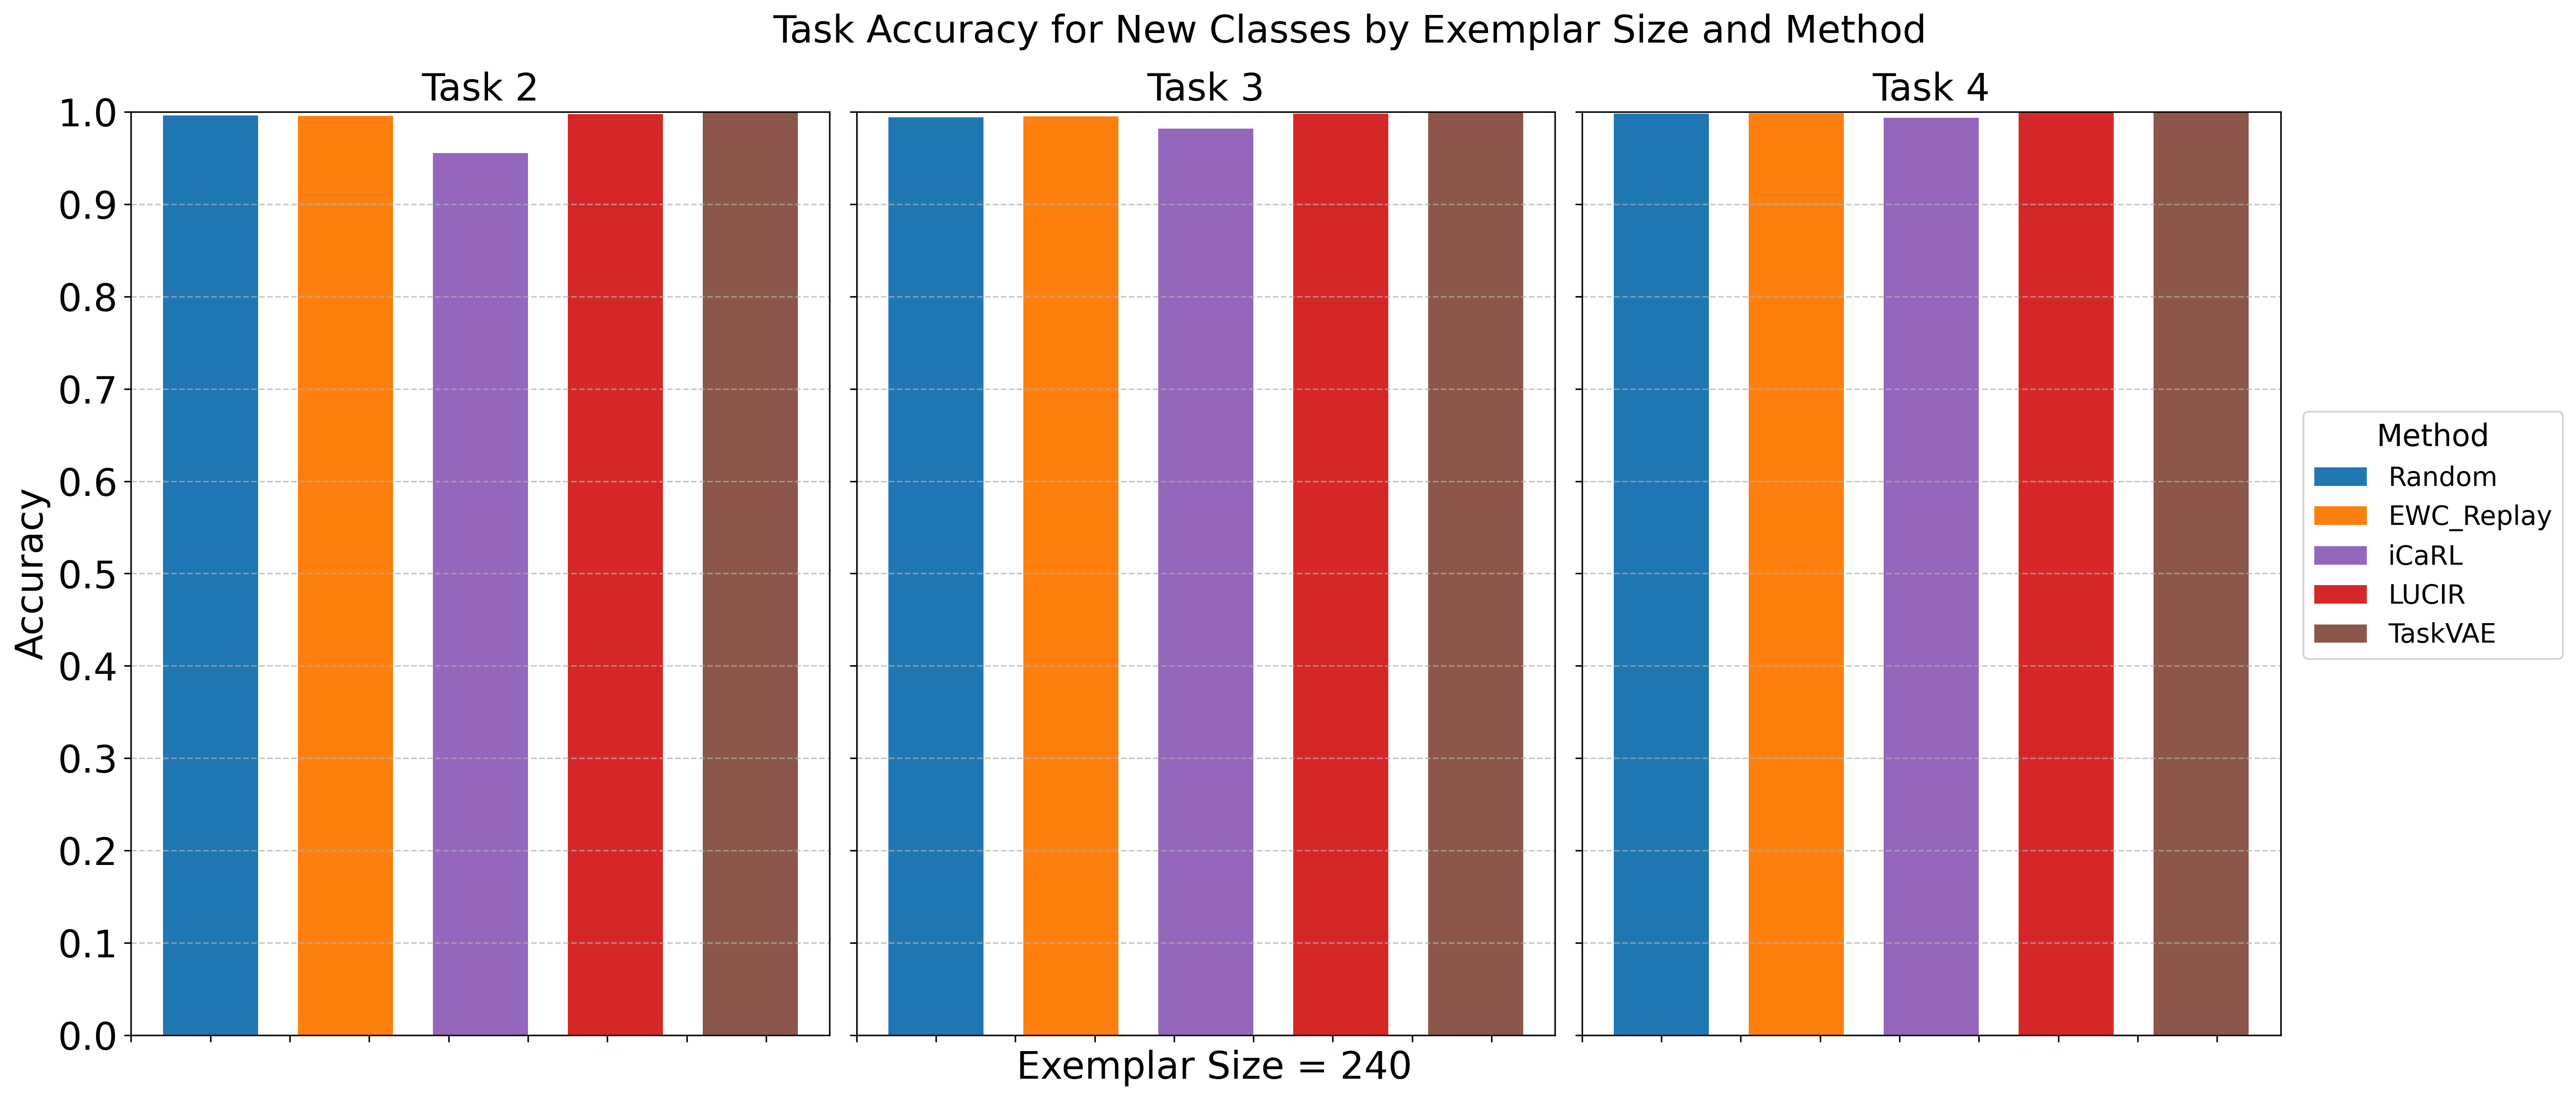 Task Accuracy for New Classes by Exemplar Size and Method
Task 2
Task 3
Task 4
1.0
0.9
0.8
0.7
0.6
0.5
0.4
0.3
0.2
0.1
0.0
Accuracy
Exemplar Size = 240
Method
Random
EWC_Replay
iCaRL
LUCIR
TaskVAE